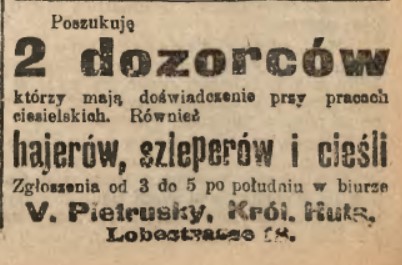 Poszukuję
2 dozorców
którzy mają doświadczenie przy pracach
ciesielskich. Również
hajerów, szleperów i cieśli
Zgłoszenia od 3 do 5 po południu w biurze
V. Pietrusky, Król. Huta,
Lobestrasse 18.